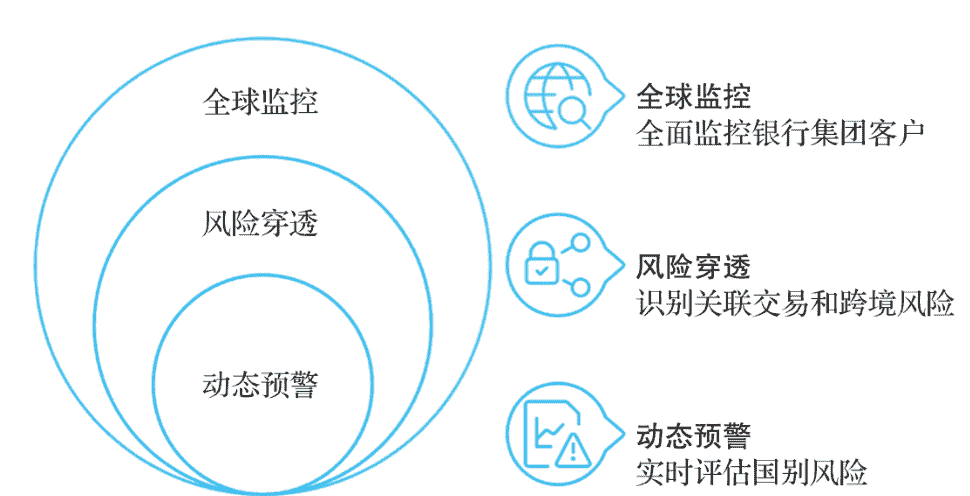 全球监控
风险穿透
动态预警
全球监控
全面监控银行集团客户
风险穿透
识别关联交易和跨境风险
动态预警
实时评估国别风险